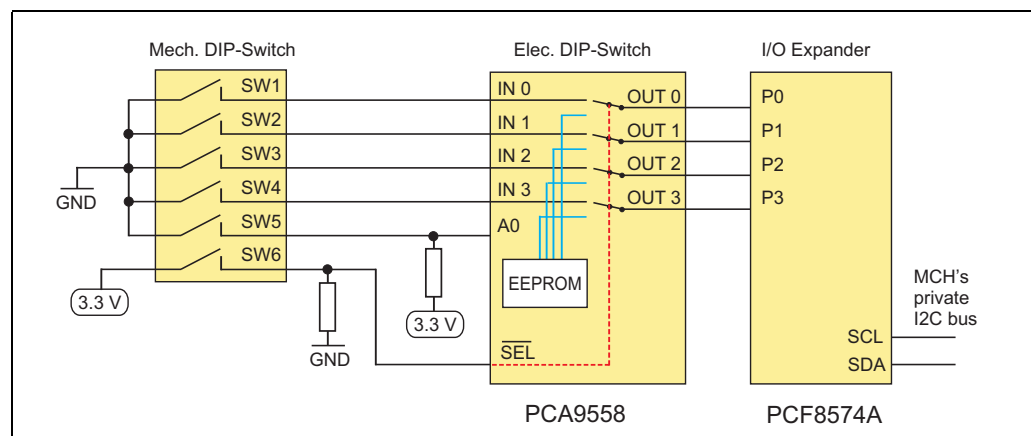 Mech. DIP-Switch
Elec. DIP-Switch
I/O Expander
SW1
SW2
SW3
SW4
SW5
SW6
GND
3.3 V
GND
3.3 V
IN 0
IN 1
IN 2
IN 3
A0
EEPROM
SEL
OUT 0
OUT 1
OUT 2
OUT 3
PCA9558
P0
P1
P2
P3
SCL
SDA
PCF8574A
MCH's
private
I2C bus